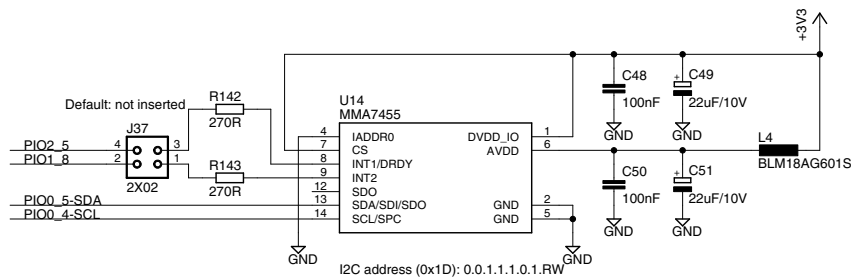 +3V3
C48
100nF
GND
+
C49
22uF/10V
GND
Default: not inserted
R142
270R
U14
MMA7455
J37
PIO2_5 4 3
PIO1_8 2 1
2X02
R143
270R
4 IADDR0
7 CS
8 INT1/DRDY
9 INT2
12 SDO
13 SDA/SDI/SDO
14 SCL/SPC
DVDD_IO 1
AVDD 6
GND 2
GND 5
PIO0_5-SDA
PIO0_4-SCL
L4
BLM18AG601S
C50
100nF
GND
+
C51
22uF/10V
GND
GND
GND
I2C address (0x1D): 0.0.1.1.1.0.1.RW